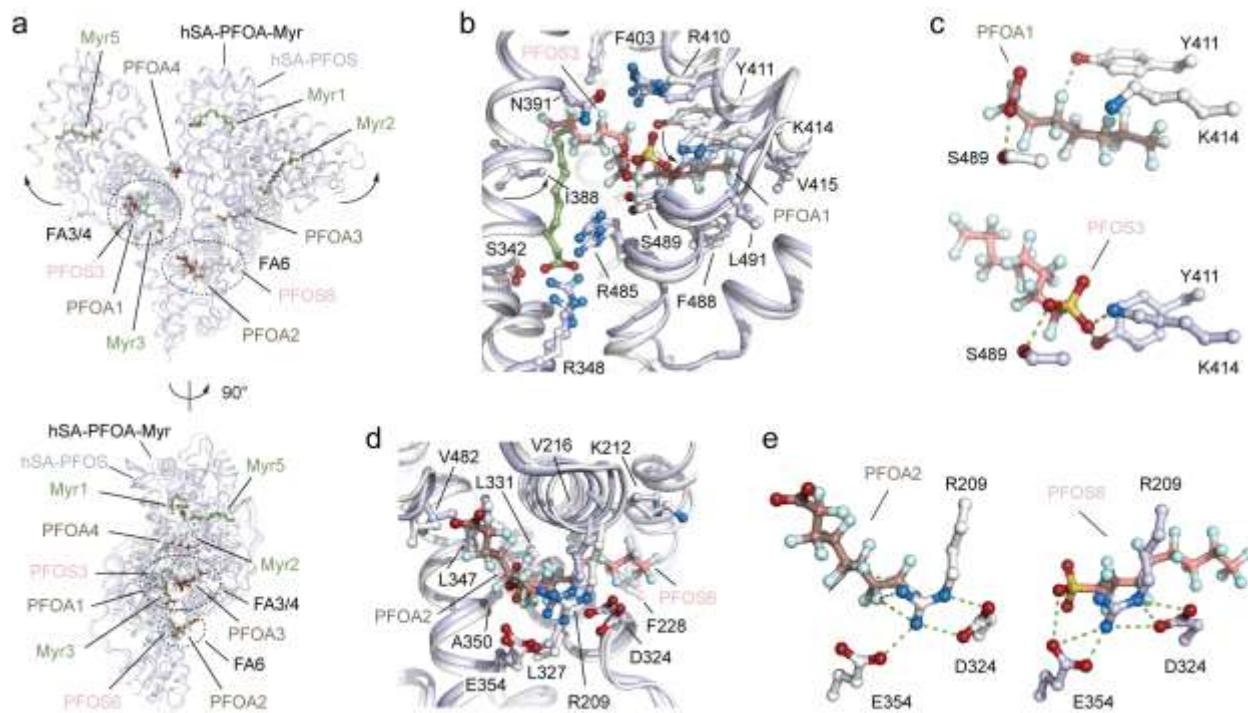 a
Myr5
PFOA4
hSA-PFOA-Myr
hSA-PFOS
Myr1
Myr2
FA3/4
PFOS3
PFOA1
Myr3
PFOA3
FA6
PFOS6
PFOA2
90°
hSA-PFOA-Myr
hSA-PFOS
Myr1
Myr5
PFOA4
Myr2
PFOS3
PFOA1
FA3/4
Myr3
PFOA3
FA6
PFOS6
PFOA2
b
F403
R410
PFOS3
Y411
N391
K414
I388
V415
S342
S489
PFOA1
R485
L491
F488
R348
c
PFOA1
Y411
K414
S489
PFOS3
Y411
S489
K414
d
V216
K212
V482
L331
L347
PFOS6
PFOA2
F228
A350
L327
D324
E354
R209
e
PFOA2
R209
D324
E354
PFOS6
R209
D324
E354